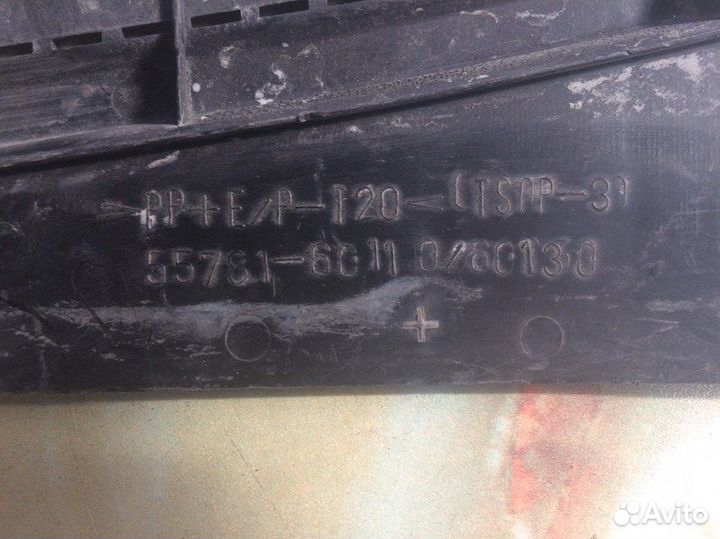 >PP+E/P-T20< (TSOP-3)
55781-60110/60130
Avito